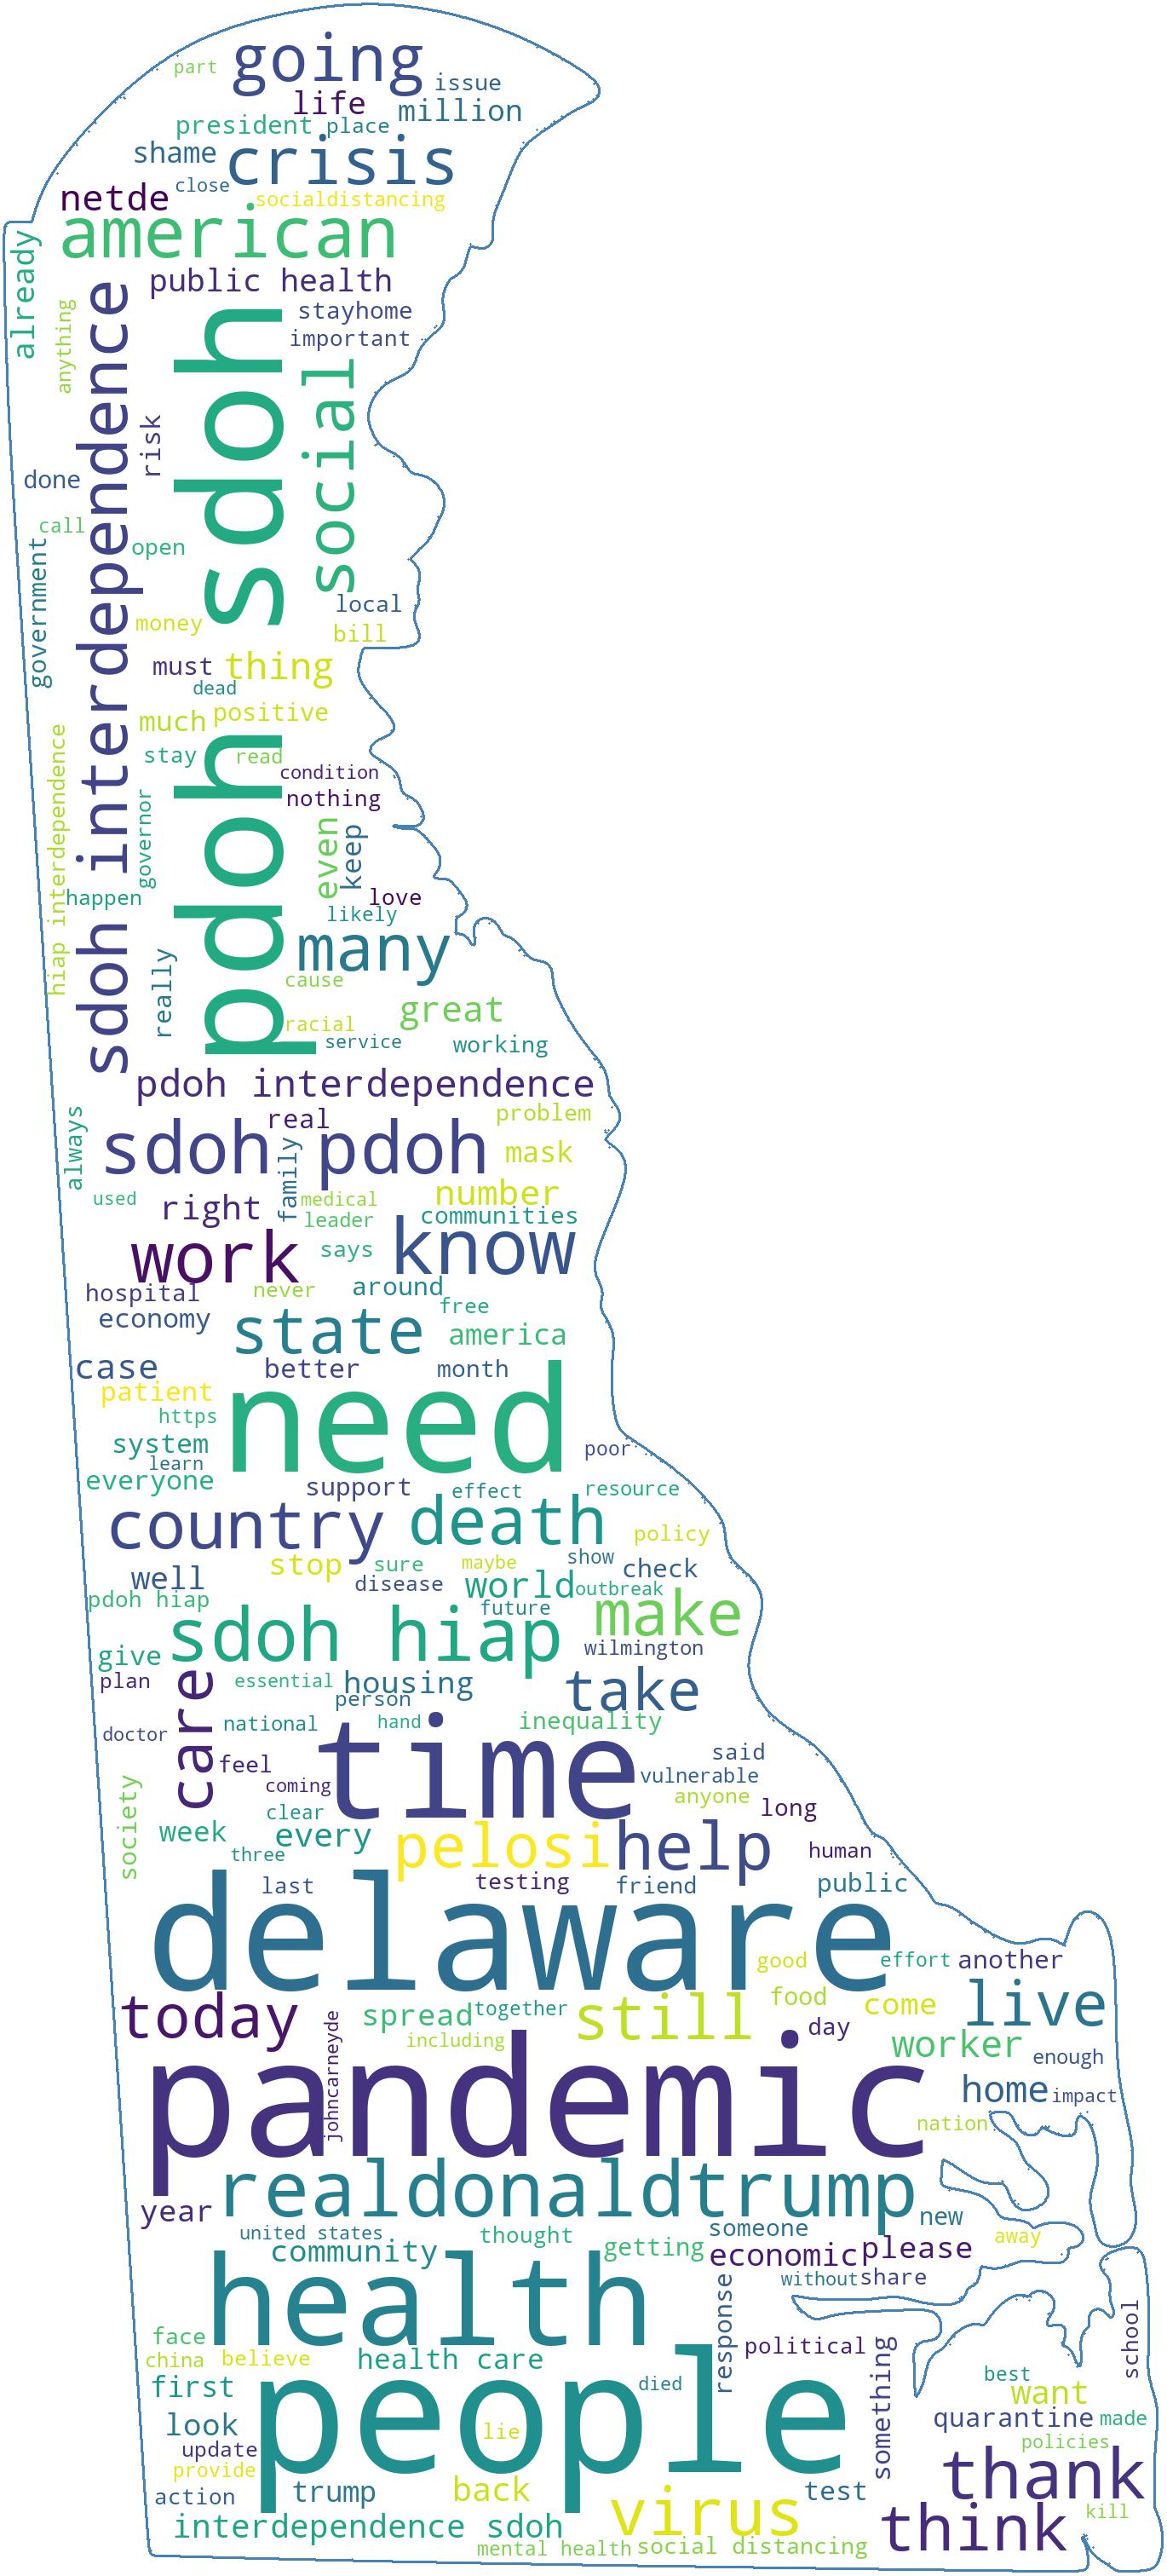 going
part
issue
life
million
president
place
shame
crisis
close
netde
socialdistancing
american
already
public health
anything
stayhome
important
sdoh interdependence
pdoh sdoh
social
risk
done
call
open
government
local
money
bill
must
thing
dead
positive
much
stay
read
condition
nothing
hiap interdependence
governor
even
keep
happen
love
likely
many
really
cause
great
racial
service
working
pdoh interdependence
always
real
problem
sdoh pdoh
mask
family
used
medical
number
right
leader
communities
work
says
know
hospital
never
around
economy
free
state
america
case
better
month
patient
need
https
system
learn
poor
everyone
support
effect
resource
country
death
policy
stop
sure
maybe
show
check
well
disease
world
outbreak
pdoh hiap
future
make
sdoh hiap
wilmington
give
plan
care
essential
housing
take
person
doctor
national
hand
inequality
time
said
feel
vulnerable
society
coming
anyone
clear
long
week
every
pelosi
help
three
human
last
testing
friend
public
delaware
good
effort
another
today
johncarneyde
spread
together
still
food
come
live
including
day
worker
enough
pandemic
home
impact
nation
realdonaldtrump
year
new
united states
thought
someone
away
community
getting
economic
please
health
without
share
response
school
face
political
something
china
believe
health care
people
died
best
first
want
look
lie
quarantine
made
update
policies
provide
thank
action
trump
back
test
virus
kill
interdependence sdoh
think
mental health
social distancing